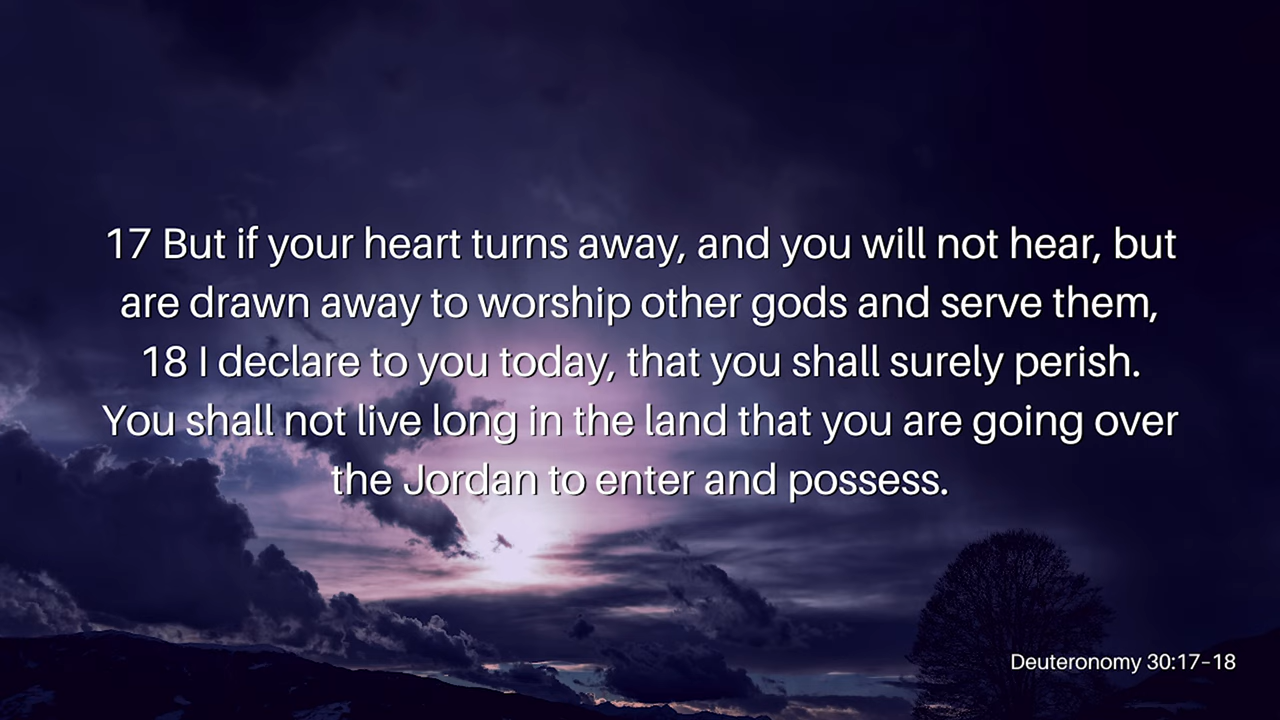 17 But if your heart turns away, and you will not hear, but
are drawn away to worship other gods and serve them,
18 I declare to you today, that you shall surely perish.
You shall not live long in the land that you are going over
the Jordan to enter and possess.
Deuteronomy 30:17–18